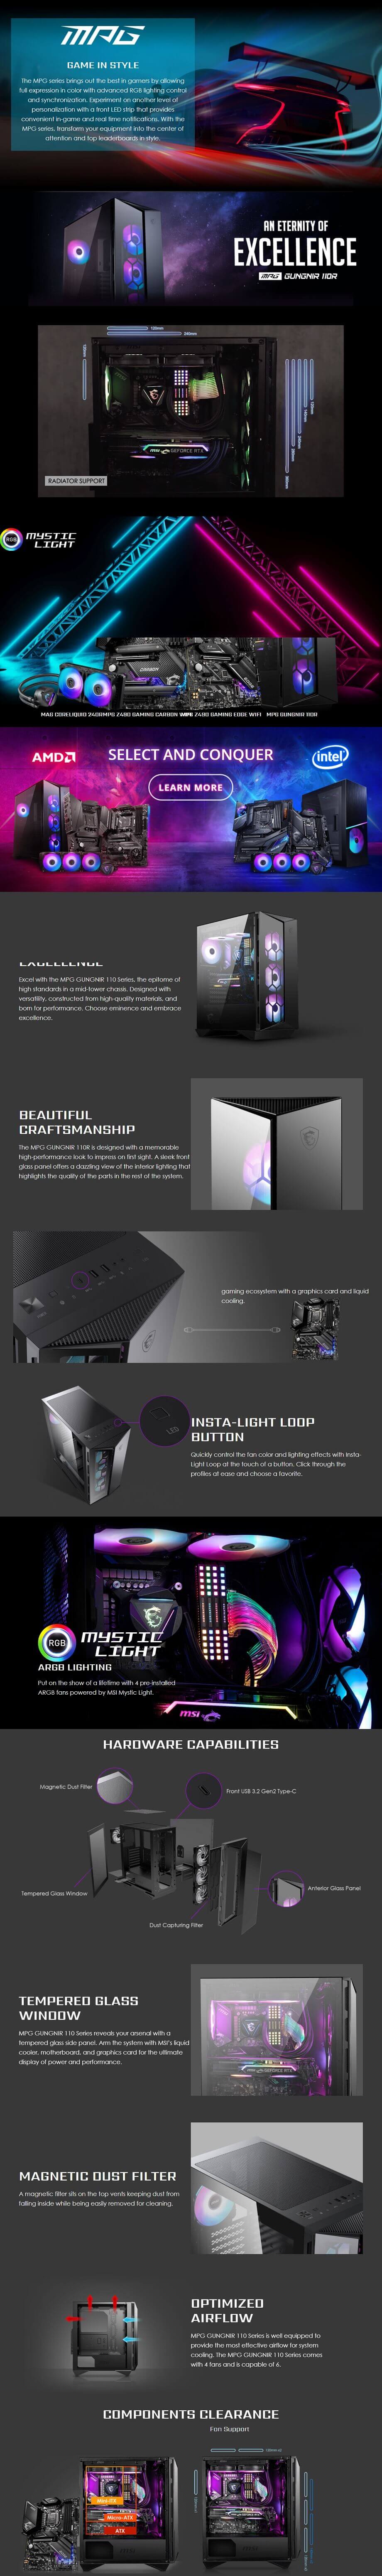 MPG
GAME IN STYLE
The MPG series brings out the best in gamers by allowing
full expression in color with advanced RGB lighting control
and synchronization. Experiment on another level of
personalization with a front LED strip that provides
convenient in-game and real time notifications. With the
MPG series, transform your equipment into the center of
attention and top leaderboards in style.
AN ETERNITY OF
EXCELLENCE
MPG GUNGNIR 110R
120mm
240mm
RADIATOR SUPPORT
MSI GEFORCE RTX
RGB MYSTIC
LIGHT
MAG CORELIQUID 240R
MPG Z490 GAMING CARBON WIFI
MPG Z490 GAMING EDGE WIFI
MPG GUNGNIR 110R
AMD
SELECT AND CONQUER
intel
LEARN MORE
EXCELLENCE
Excel with the MPG GUNGNIR 110 Series, the epitome of
high standards in a mid-tower chassis. Designed with
versatility, constructed from high-quality materials, and
born for performance. Choose eminence and embrace
excellence.
BEAUTIFUL
CRAFTSMANSHIP
The MPG GUNGNIR 110R is designed with a memorable
high-performance look to impress on first sight. A sleek front
glass panel offers a dazzling view of the interior lighting that
highlights the quality of the parts in the rest of the system.
gaming ecosystem with a graphics card and liquid
cooling.
LED
INSTA-LIGHT LOOP
BUTTON
Quickly control the fan color and lighting effects with Insta-
Light Loop at the touch of a button. Click through the
profiles at ease and choose a favorite.
RGB MYSTIC
LIGHT
ARGB LIGHTING
Put on the show of a lifetime with 4 pre-installed
ARGB fans powered by MSI Mystic Light.
msi
HARDWARE CAPABILITIES
Magnetic Dust Filter
Front USB 3.2 Gen2 Type-C
Tempered Glass Window
Anterior Glass Panel
Dust Capturing Filter
TEMPERED GLASS
WINDOW
MPG GUNGNIR 110 Series reveals your arsenal with a
tempered glass side panel. Arm the system with MSI's liquid
cooler, motherboard, and graphics card for the ultimate
display of power and performance.
GEFORCE RTX
MAGNETIC DUST FILTER
A magnetic filter sits on the top vents keeping dust from
falling inside while being easily removed for cleaning.
OPTIMIZED
AIRFLOW
MPG GUNGNIR 110 Series is well equipped to
provide the most effective airflow for system
cooling. The MPG GUNGNIR 110 Series comes
with 4 fans and is capable of 6.
COMPONENTS CLEARANCE
Fan Support
Mini-ITX
Micro-ATX
ATX